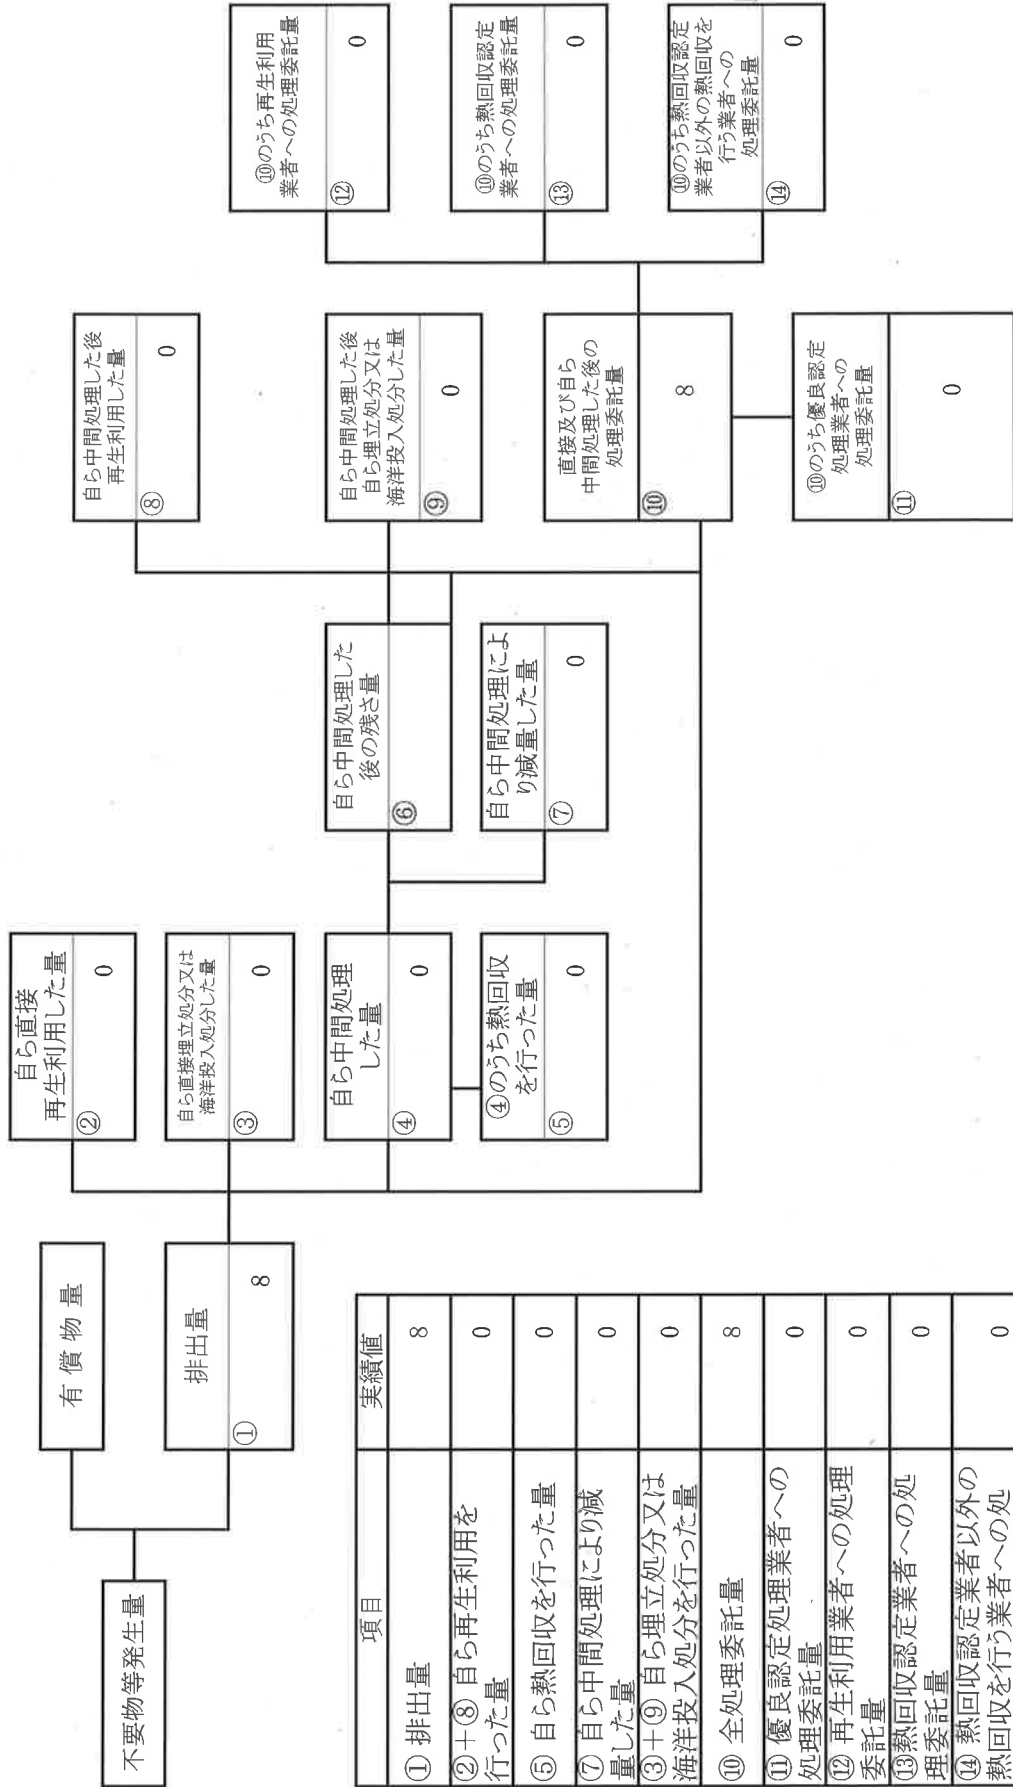 不要物等発生量
有 償 物 量
排出量
①
8
自ら直接
再生利用した量
②
0
自ら直接埋立処分又は
海洋投入処分した量
③
0
自ら中間処理
した量
④
0
④のうち熱回収
を行った量
⑤
0
自ら中間処理した
後の残さ量
⑥
自ら中間処理によ
り減量した量
⑦
0
自ら中間処理した後
再生利用した量
⑧
0
自ら中間処理した後
自ら埋立処分又は
海洋投入処分した量
⑨
0
直接及び自ら
中間処理した後の
処理委託量
⑩
8
⑩のうち優良認定
処理業者への
処理委託量
⑪
0
⑩のうち再生利用
業者への処理委託量
⑫
0
⑩のうち熱回収認定
業者への処理委託量
⑬
0
⑩のうち熱回収認定
業者以外の熱回収を
行う業者への
処理委託量
⑭
0
項目 実績値
① 排出量 8
②+⑧ 自ら再生利用を
行った量 0
⑤ 自ら熱回収を行った量 0
⑦ 自ら中間処理により減
量した量 0
③+⑨ 自ら埋立処分又は
海洋投入処分を行った量 0
⑩ 全処理委託量 8
⑪ 優良認定処理業者への
処理委託量 0
⑫ 再生利用業者への処理
委託量 0
⑬熱回収認定業者への処
理委託量 0
⑭ 熱回収認定業者以外の
熱回収を行う業者への処 0